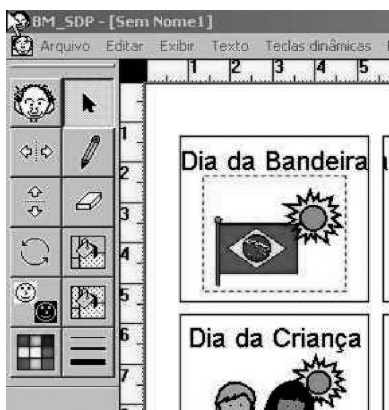 BM_SDP - [Sem Nome1]
Arquivo Editar Exibir Texto Teclas dinâmicas
1 2 3 4 5
1
2
3
4
5
6
7
Dia da Bandeira
Dia da Criança